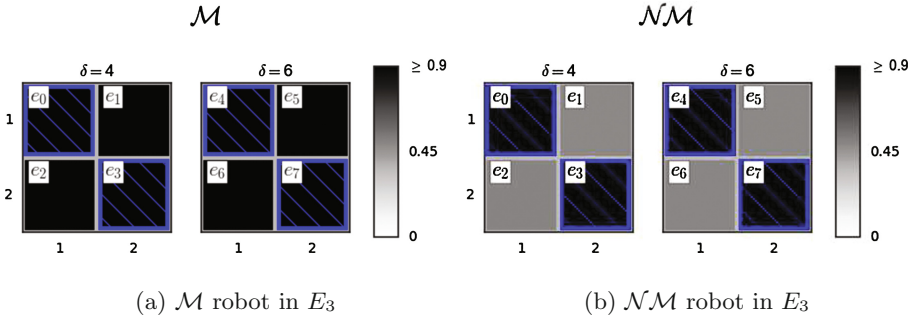 ℳ
𝒩ℳ
δ = 4
δ = 6
≥ 0.9
δ = 4
δ = 6
≥ 0.9
e₀ e₁ e₄ e₅
e₀ e₁ e₄ e₅
1
1
0.45
0.45
e₂ e₃ e₆ e₇
e₂ e₃ e₆ e₇
2
2
0
0
1 2 1 2
1 2 1 2
(a) ℳ robot in E₃
(b) 𝒩ℳ robot in E₃